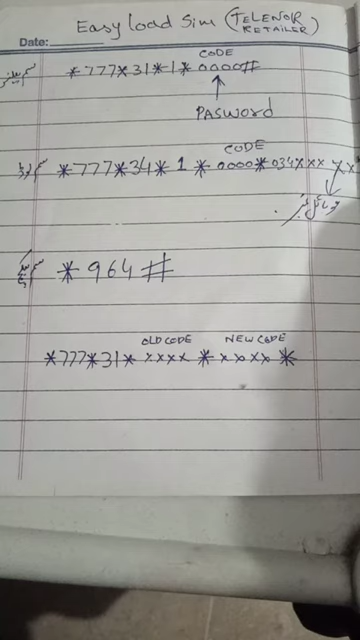 Easy load Sim (TELENOR RETAILER)
Date:
CODE
*777*31*1*0000#
PASWORD
CODE
*777*34*1*0000*034xxxxx
*964#
OLD CODE NEW CODE
*777*31*xxxx*xxxx*